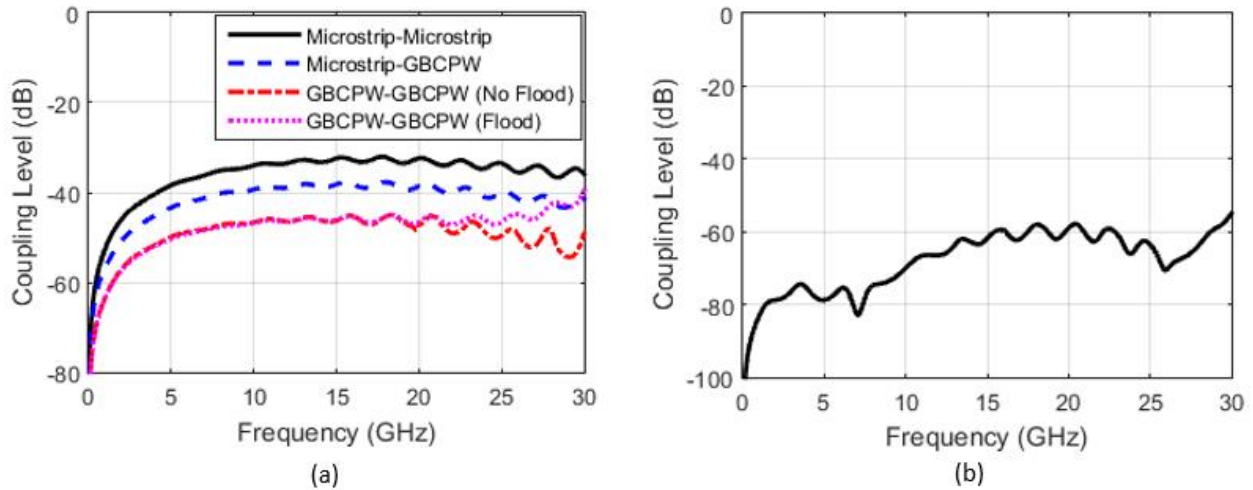 0
-20
-40
-60
-80
Coupling Level (dB)
Microstrip-Microstrip
Microstrip-GBCPW
GBCPW-GBCPW (No Flood)
GBCPW-GBCPW (Flood)
0 5 10 15 20 25 30
Frequency (GHz)
(a)
0
-20
-40
-60
-80
-100
Coupling Level (dB)
0 5 10 15 20 25 30
Frequency (GHz)
(b)